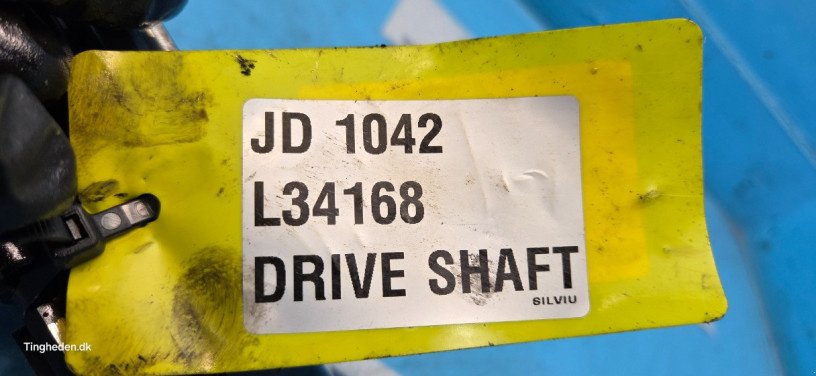 JD 1042
L34168
DRIVE SHAFT
SILVIU
Tingheden.dk